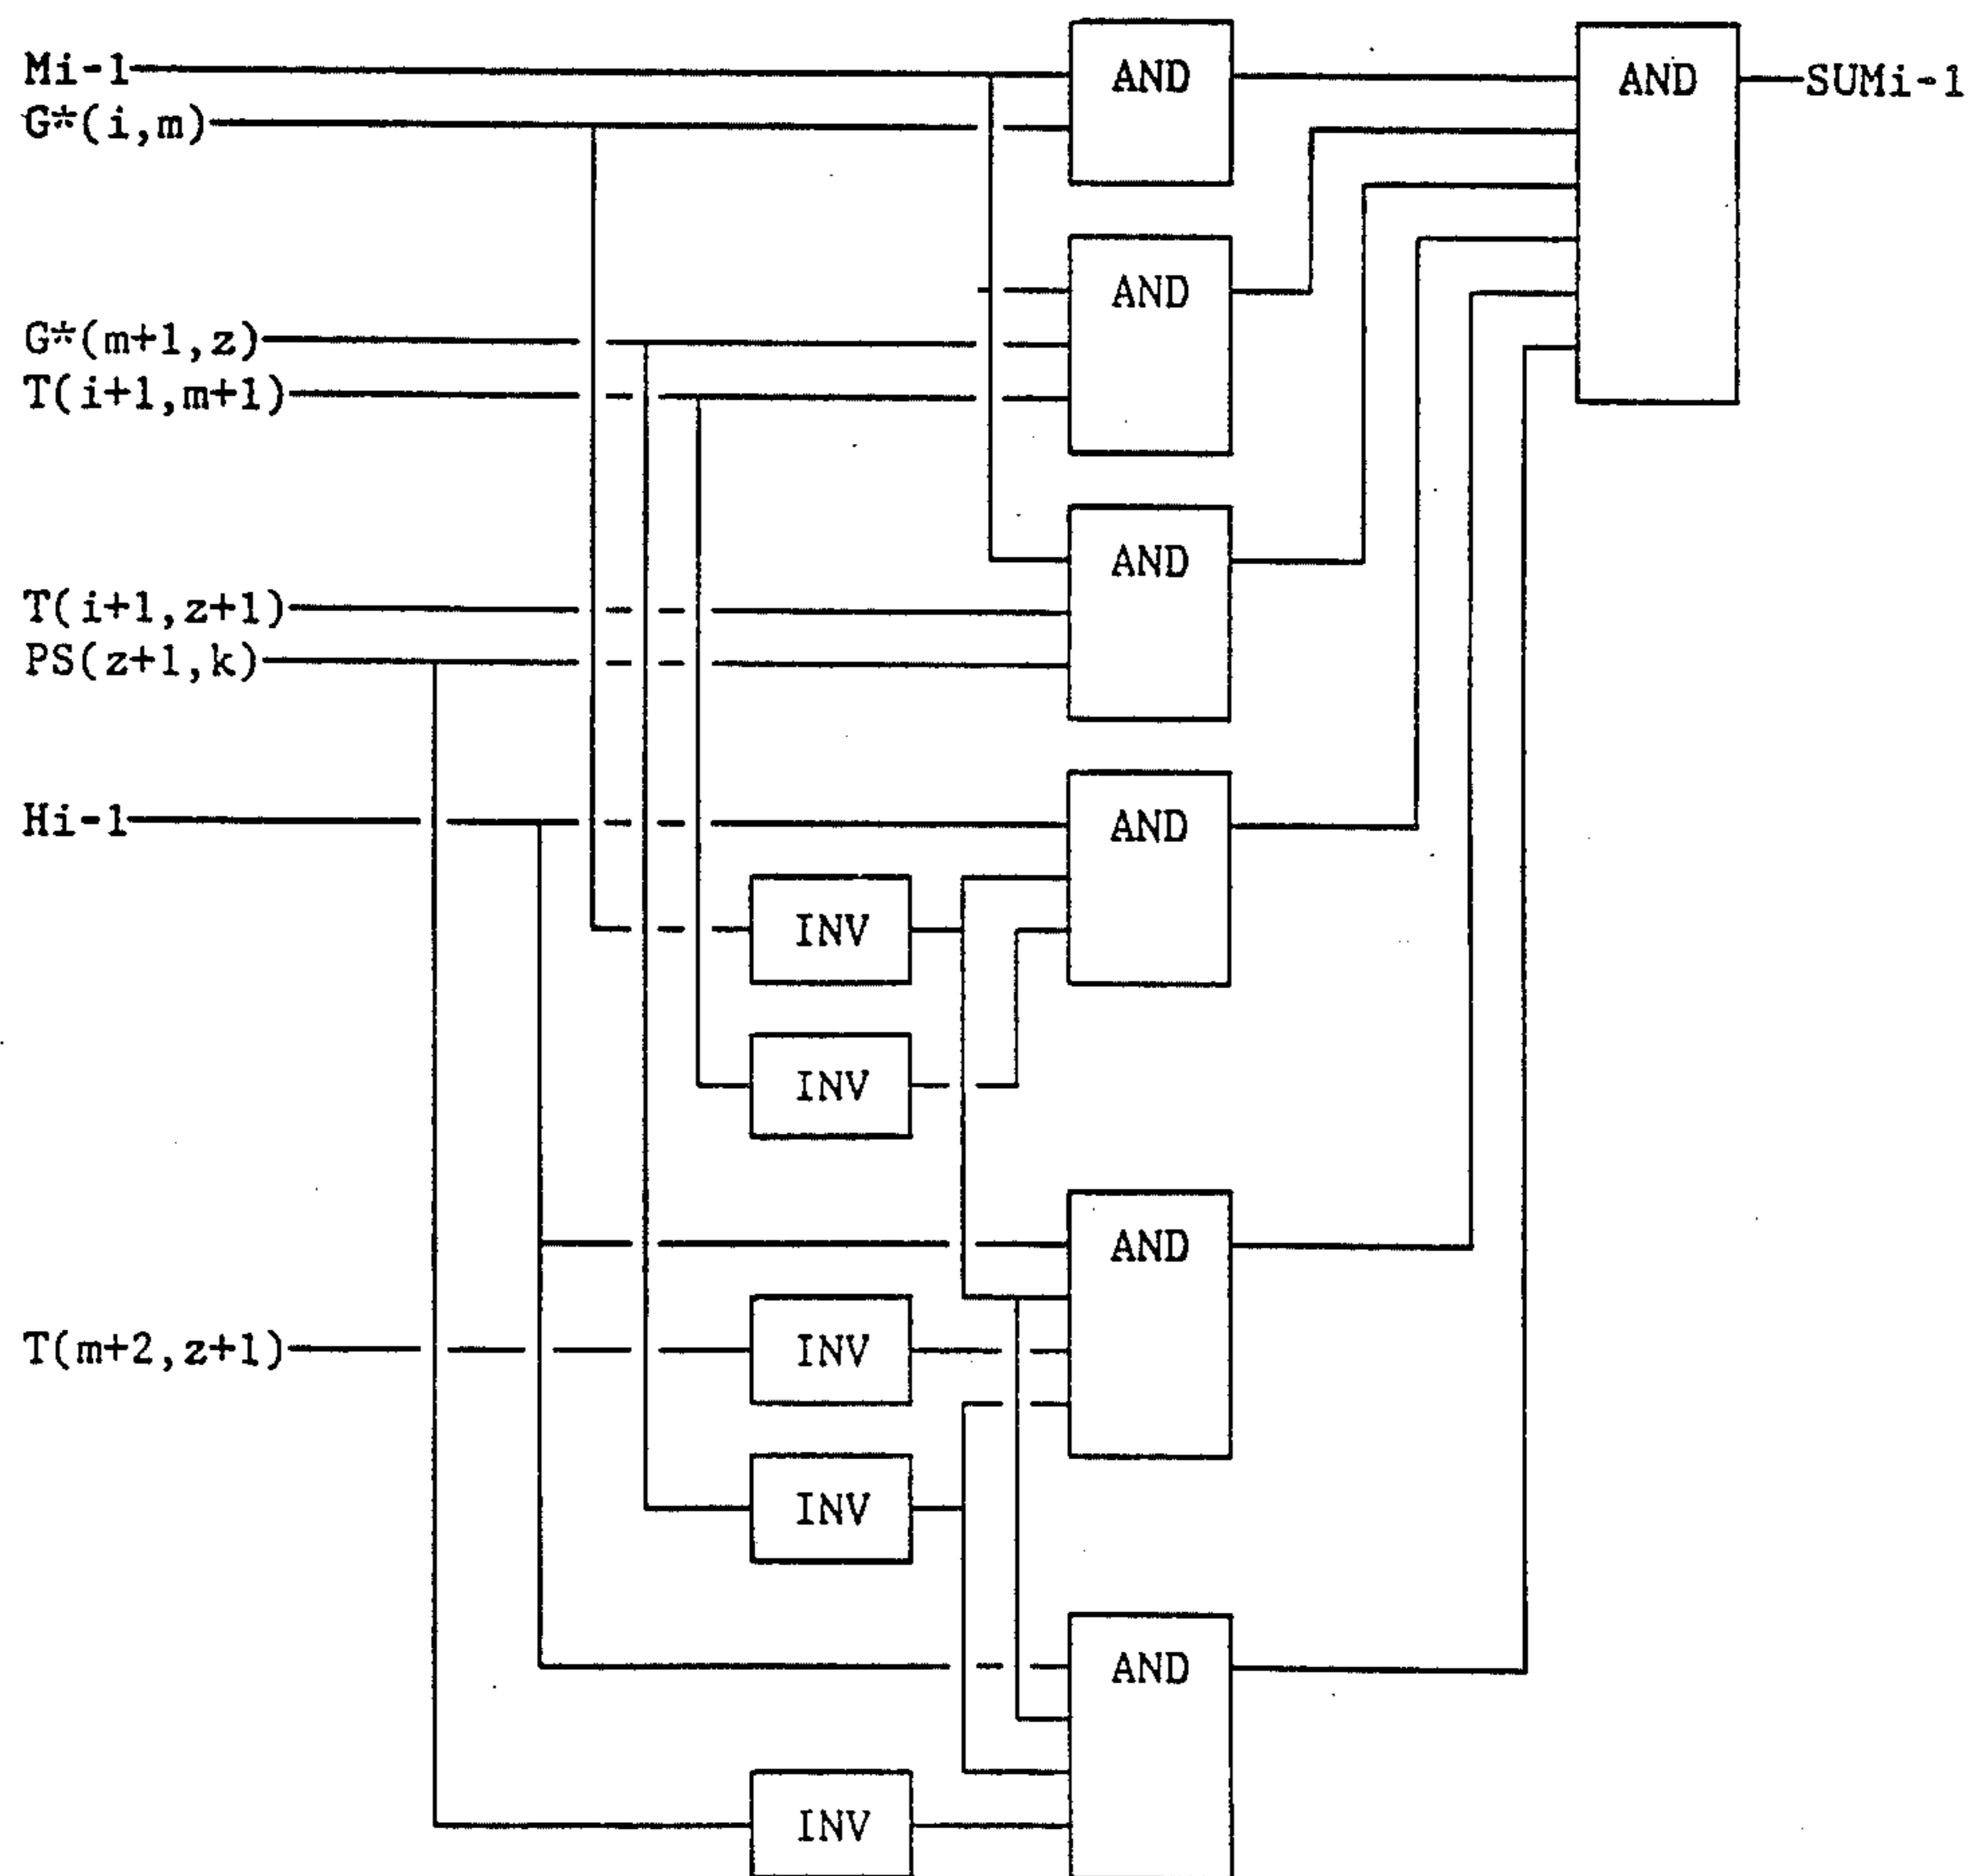 Mi-1
AND
AND
SUMi-1
G*(i,m)
AND
G*(m+1,z)
T(i+1,m+1)
AND
T(i+1,z+1)
PS(z+1,k)
Hi-1
AND
INV
INV
AND
T(m+2,z+1)
INV
INV
AND
INV